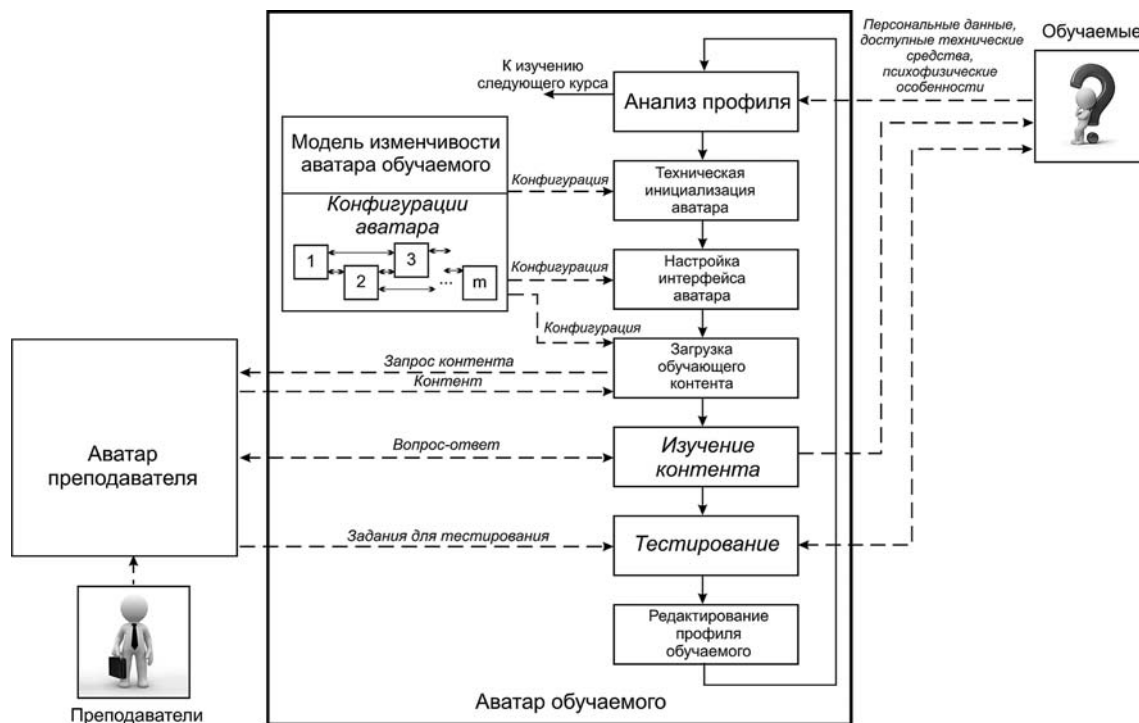 Персональные данные,
доступные технические
средства,
психофизические
особенности
Обучаемые
К изучению
следующего курса
Анализ профиля
Модель изменчивости
аватара обучаемого
Конфигурация
Техническая
инициализация
аватара
Конфигурации
аватара
1
2
3
...
m
Конфигурация
Настройка
интерфейса
аватара
Конфигурация
Загрузка
обучающего
контента
Запрос контента
Контент
Аватар
преподавателя
Вопрос-ответ
Изучение
контента
Задания для тестирования
Тестирование
Редактирование
профиля
обучаемого
Аватар обучаемого
Преподаватели